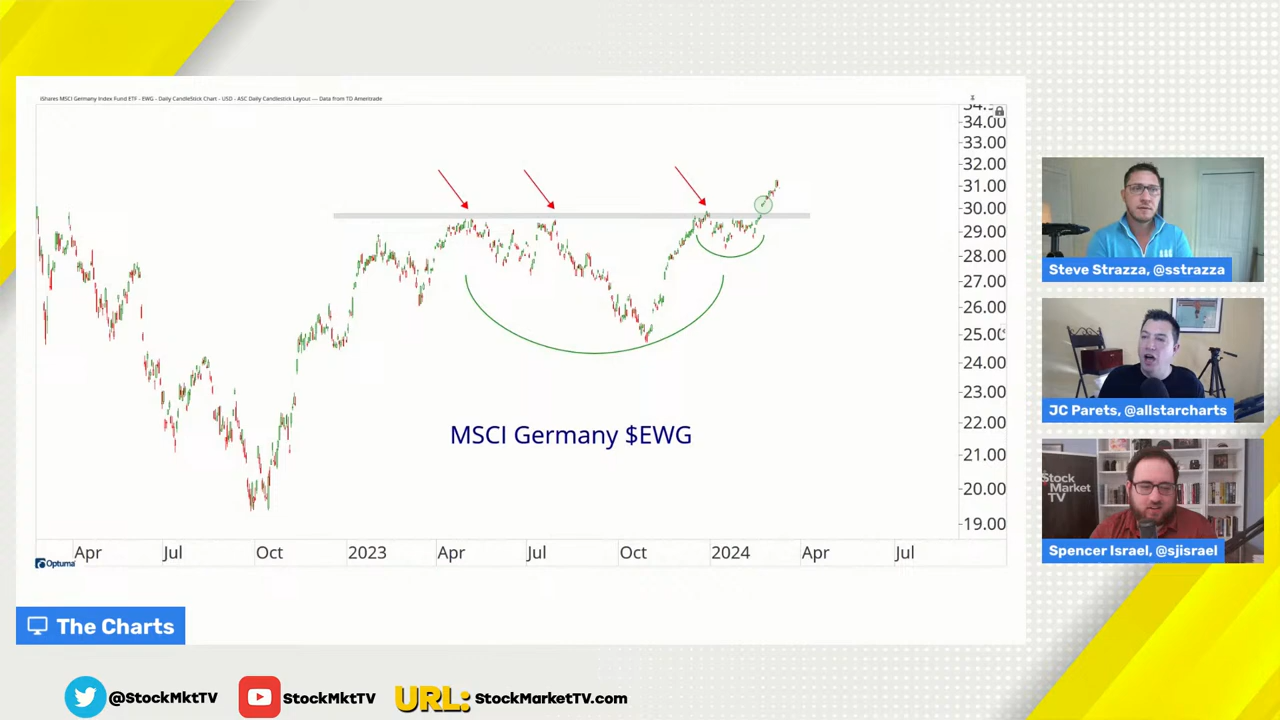 iShares MSCI Germany Index Fund ETF - EWG - Daily CandleStick Chart - USD - ASC Daily Candlestick Layout — Data from TD Ameritrade
34.00
33.00
32.00
31.00
30.00
29.00
28.00
27.00
26.00
25.00
24.00
23.00
22.00
21.00
20.00
19.00
MSCI Germany $EWG
Apr Jul Oct 2023 Apr Jul Oct 2024 Apr Jul
Optuma
Steve Strazza, @sstrazza
JC Parets, @allstarcharts
Stock
Market
TV
Spencer Israel, @sjisrael
The Charts
@StockMktTV
StockMktTV
URL:
StockMarketTV.com